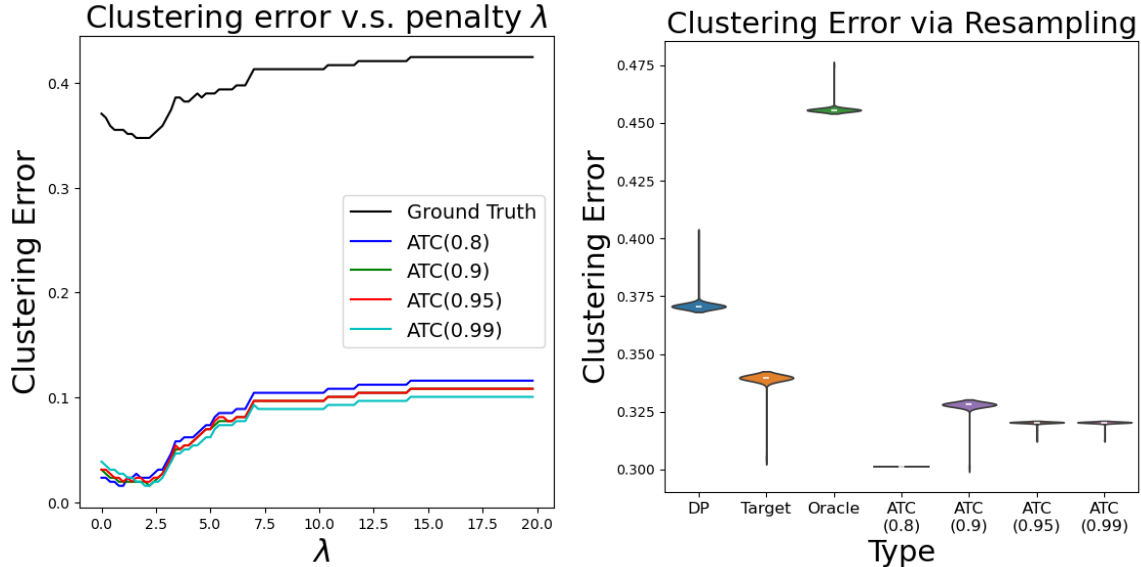 Clustering error v.s. penalty λ
Clustering Error
0.4
0.3
0.2
0.1
0.0
Ground Truth
ATC(0.8)
ATC(0.9)
ATC(0.95)
ATC(0.99)
0.0 2.5 5.0 7.5 10.0 12.5 15.0 17.5 20.0
λ
Clustering Error via Resampling
Clustering Error
0.475
0.450
0.425
0.400
0.375
0.350
0.325
0.300
DP Target Oracle ATC ATC ATC ATC
(0.8) (0.9) (0.95) (0.99)
Type